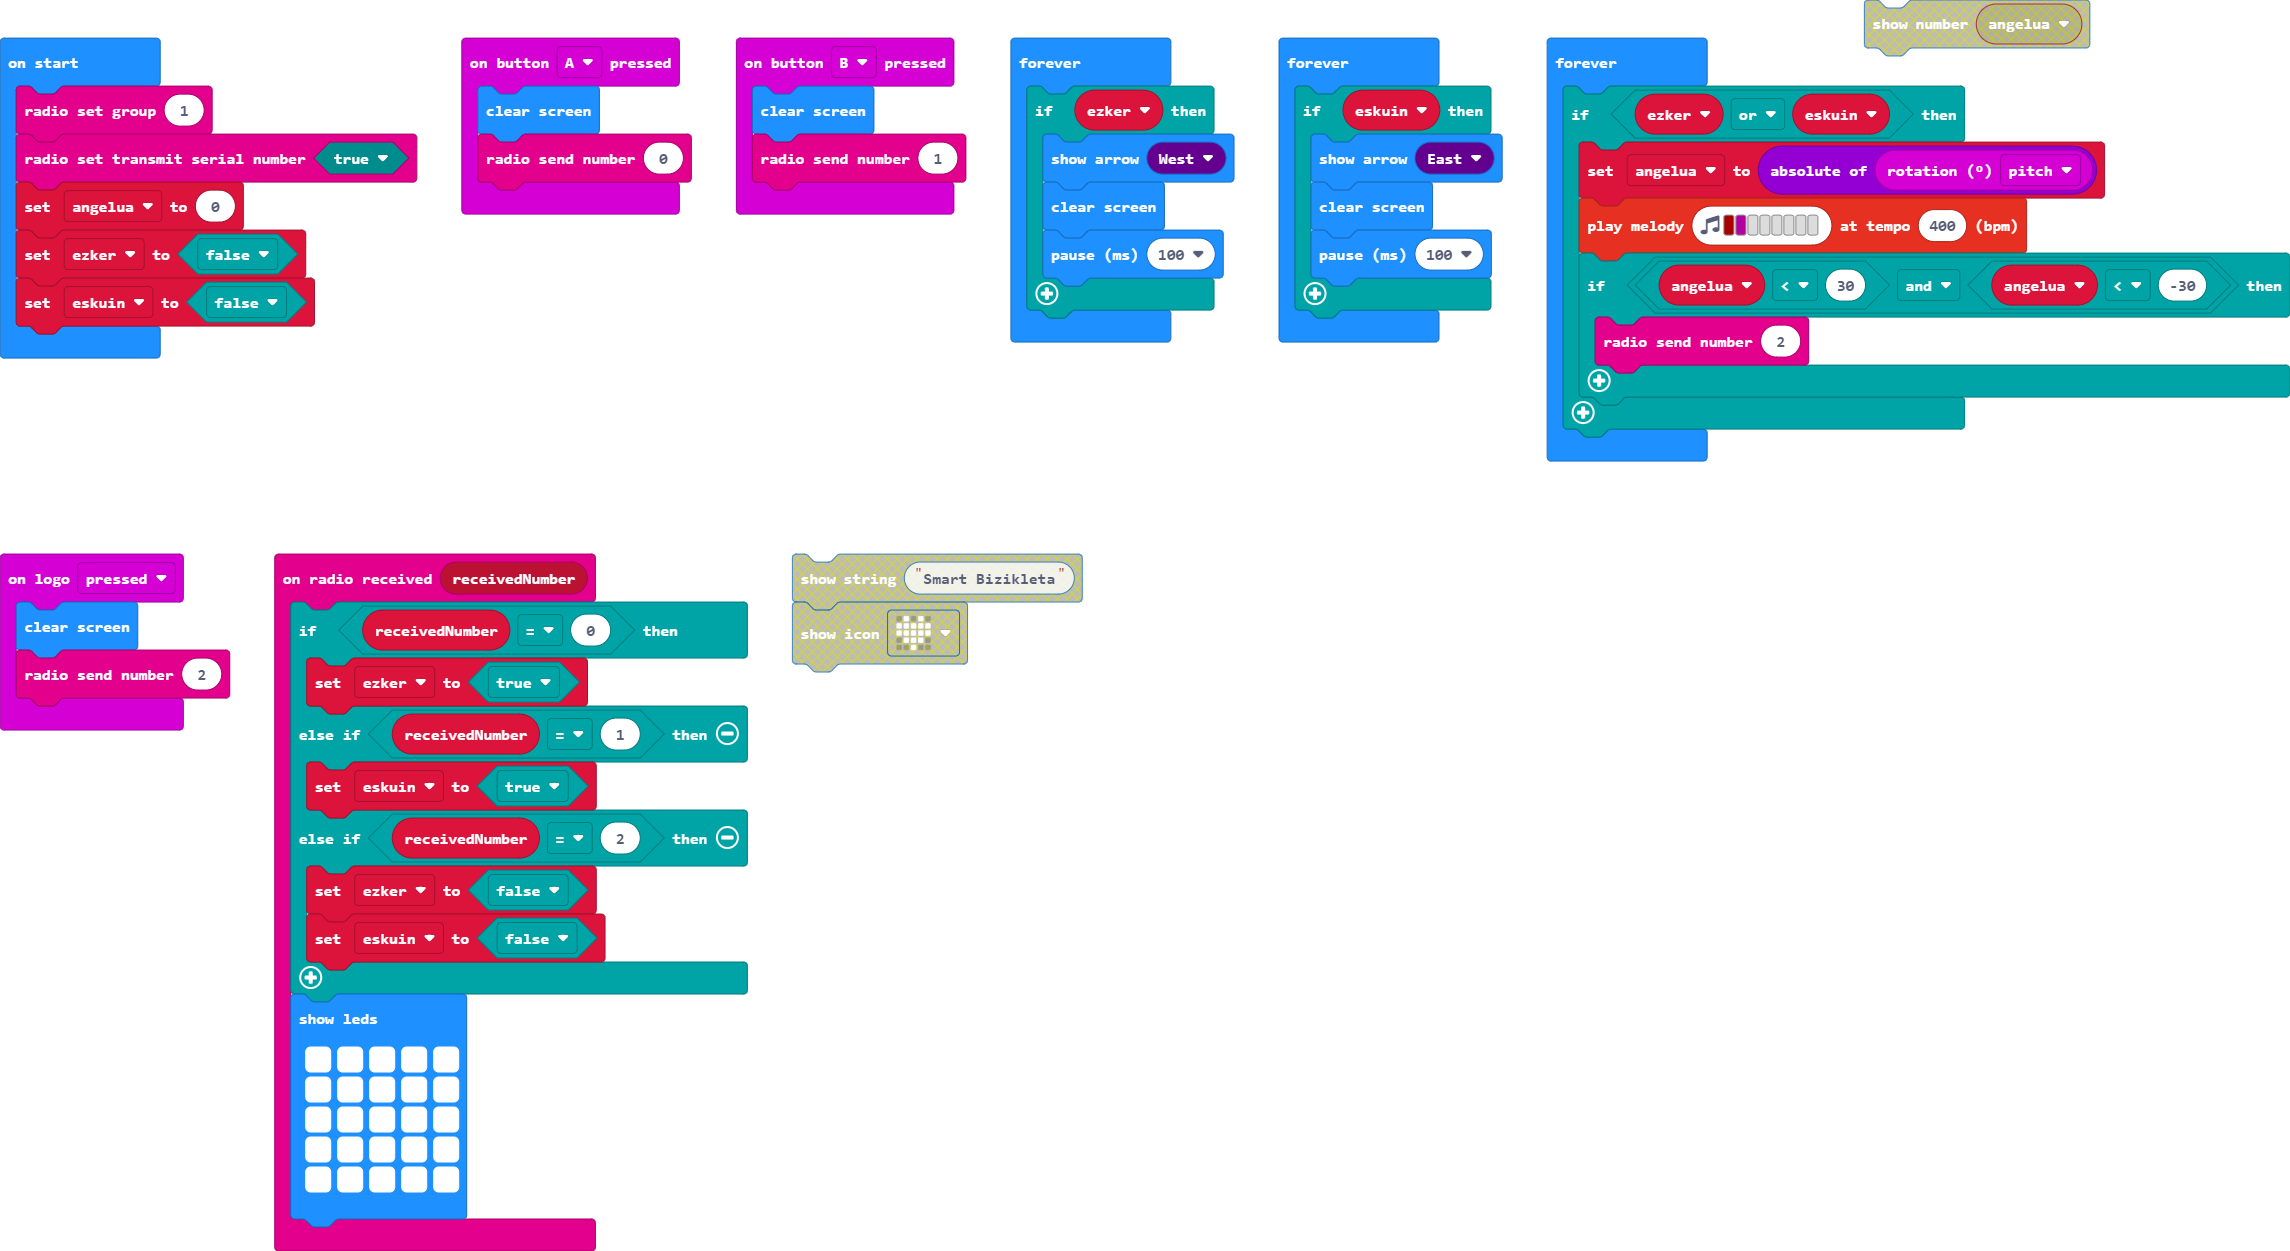 on start
radio set group 1
radio set transmit serial number true
set angelua to 0
set ezker to false
set eskuin to false
on button A pressed
clear screen
radio send number 0
on button B pressed
clear screen
radio send number 1
forever
if ezker then
show arrow West
clear screen
pause (ms) 100
forever
if eskuin then
show arrow East
clear screen
pause (ms) 100
show number angelua
forever
if ezker or eskuin then
set angelua to absolute of rotation (º) pitch
play melody at tempo 400 (bpm)
if angelua < 30 and angelua < -30 then
radio send number 2
on logo pressed
clear screen
radio send number 2
on radio received receivedNumber
if receivedNumber = 0 then
set ezker to true
else if receivedNumber = 1 then
set eskuin to true
else if receivedNumber = 2 then
set ezker to false
set eskuin to false
show leds
show string "Smart Bizikleta"
show icon